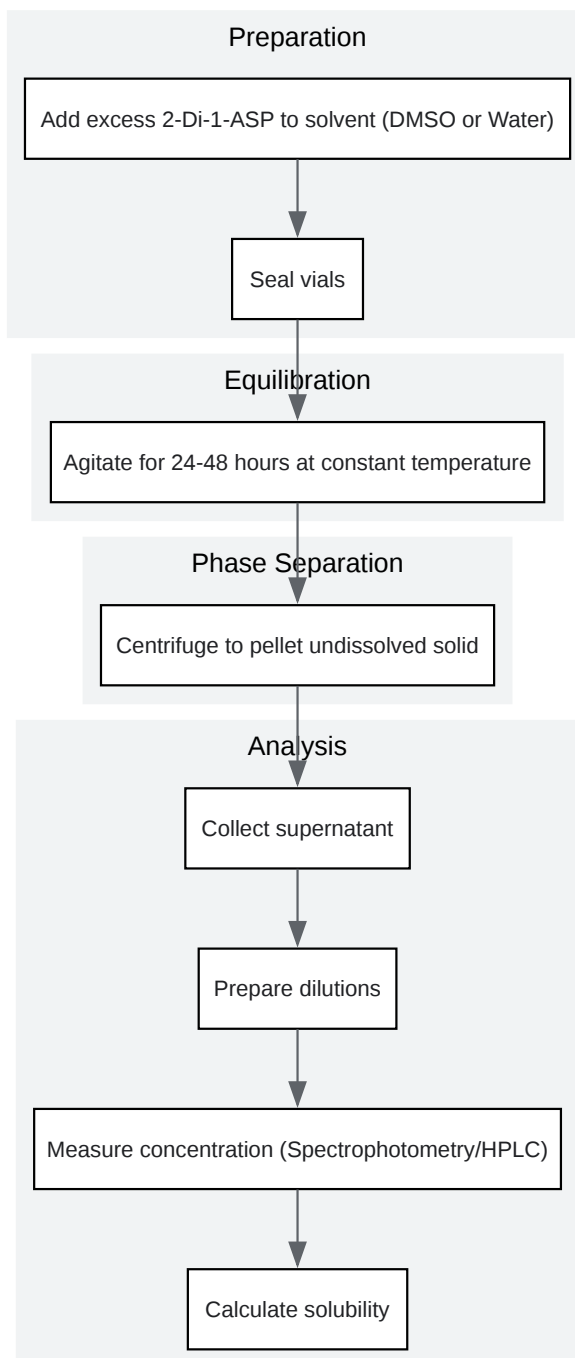 Preparation
Add excess 2-Di-1-ASP to solvent (DMSO or Water)
Seal vials
Equilibration
Agitate for 24-48 hours at constant temperature
Phase Separation
Centrifuge to pellet undissolved solid
Analysis
Collect supernatant
Prepare dilutions
Measure concentration (Spectrophotometry/HPLC)
Calculate solubility